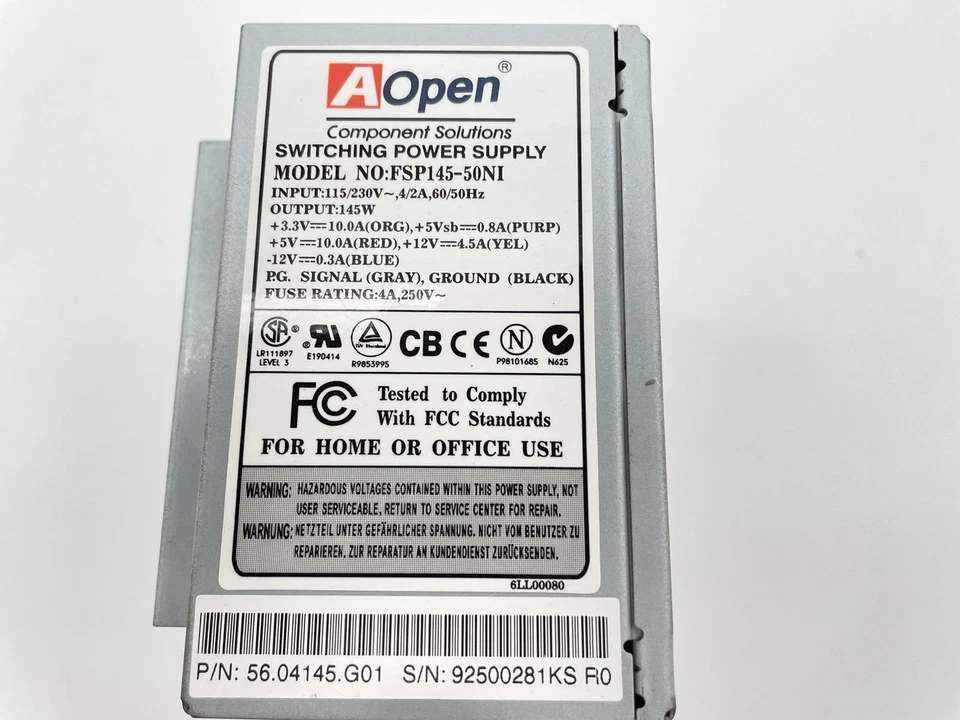 AOpen®
Component Solutions
SWITCHING POWER SUPPLY
MODEL NO:FSP145-50NI
INPUT:115/230V~,4/2A,60/50Hz
OUTPUT:145W
+3.3V⎓10.0A(ORG),+5Vsb⎓0.8A(PURP)
+5V⎓10.0A(RED),+12V⎓4.5A(YEL)
-12V⎓0.3A(BLUE)
P.G. SIGNAL (GRAY), GROUND (BLACK)
FUSE RATING:4A,250V~
SA® RU TÜV Rheinland CB CE N
LR111897 E190414 R9853995 P98101685 N625
LEVEL 3
FC Tested to Comply
With FCC Standards
FOR HOME OR OFFICE USE
WARNING: HAZARDOUS VOLTAGES CONTAINED WITHIN THIS POWER SUPPLY, NOT
USER SERVICEABLE, RETURN TO SERVICE CENTER FOR REPAIR.
WARNUNG: NETZTEIL UNTER GEFÄHRLICHER SPANNUNG. NICHT VOM BENUTZER ZU
REPARIEREN. ZUR REPARATUR AN KUNDENDIENST ZURÜCKSENDEN.
6LL00080
P/N: 56.04145.G01 S/N: 92500281KS R0